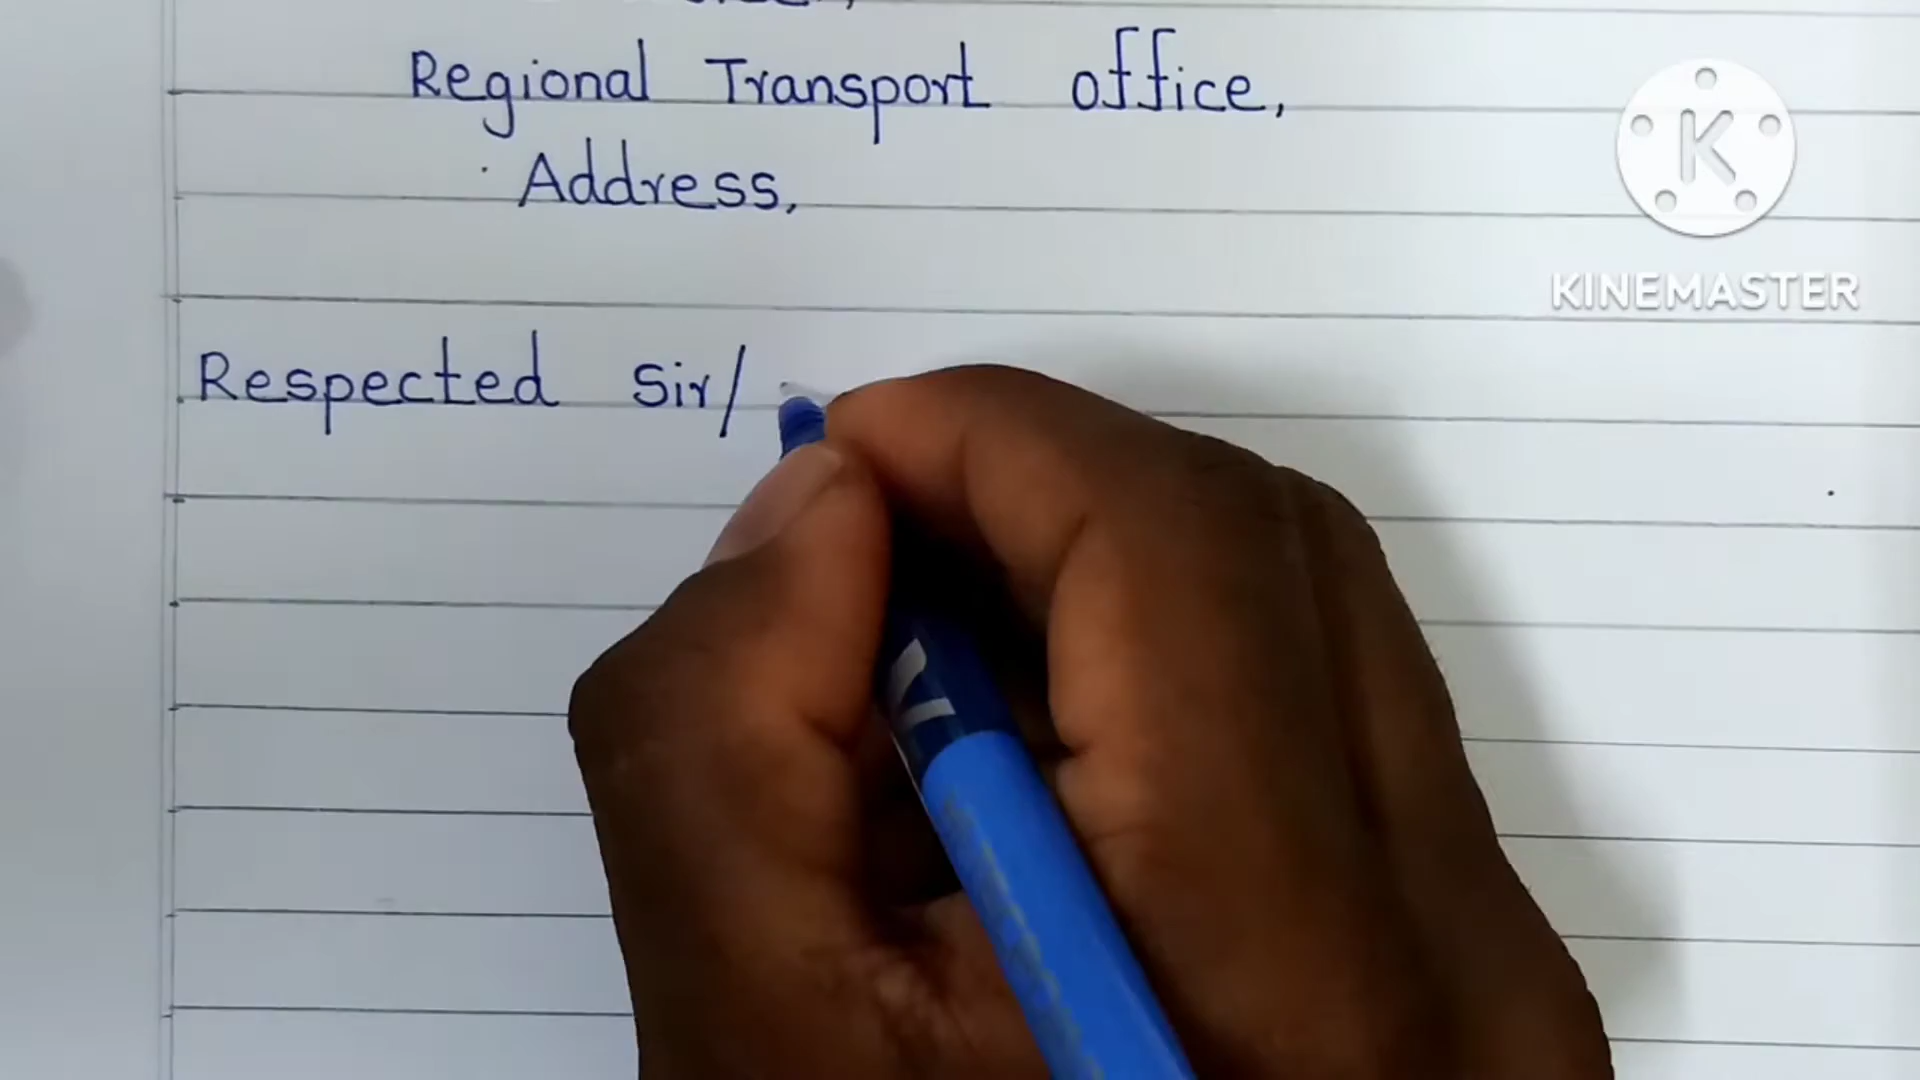 Regional Transport office,
Address,
Respected Sir/
K
KINEMASTER